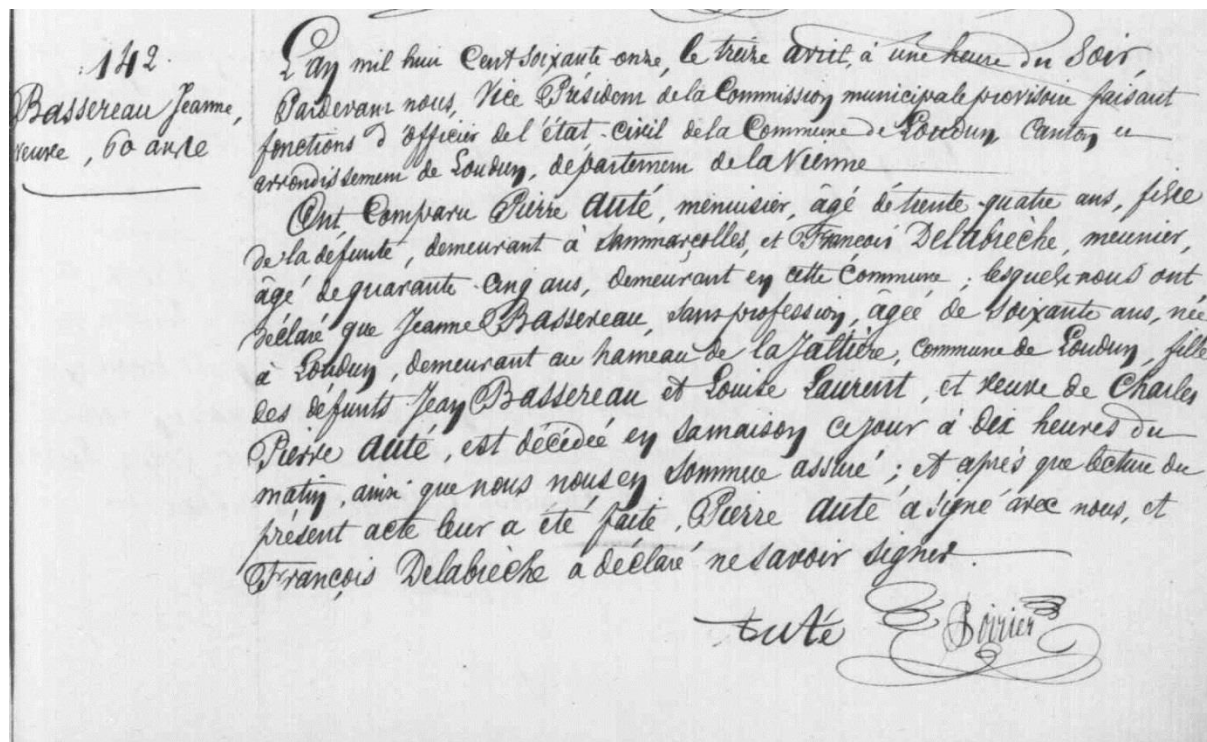 142.
Bassereau Jeanne,
veuve, 60 ans
L'an mil huit cent soixante-onze, le treize avril, à une heure du Soir,
Pardevant nous, Vice Président de la Commission municipale provisoire faisant
fonctions d'officier de l'état-civil de la Commune de Loudun, Canton et
arrondissement de Loudun, département de la Vienne
Ont Comparu Pierre Auté, menuisier, âgé de trente-quatre ans, fils
de la défunte, demeurant à Sammarçolles, et François Delabièche, meunier,
âgé de quarante-cinq ans, demeurant en cette Commune; lesquels nous ont
déclaré que Jeanne Bassereau, sans profession, âgée de soixante ans, née
à Loudun, demeurant au hameau de la Jaltière, commune de Loudun, fille
des défunts Jean Bassereau et Louise Laurent, et veuve de Charles
Pierre Auté, est décédée en sa maison ce jour à dix heures du
matin, ainsi que nous nous en sommes assuré; et après que lecture du
présent acte leur a été faite, Pierre Auté a signé avec nous, et
François Delabièche a déclaré ne savoir signer.
Auté Poirier